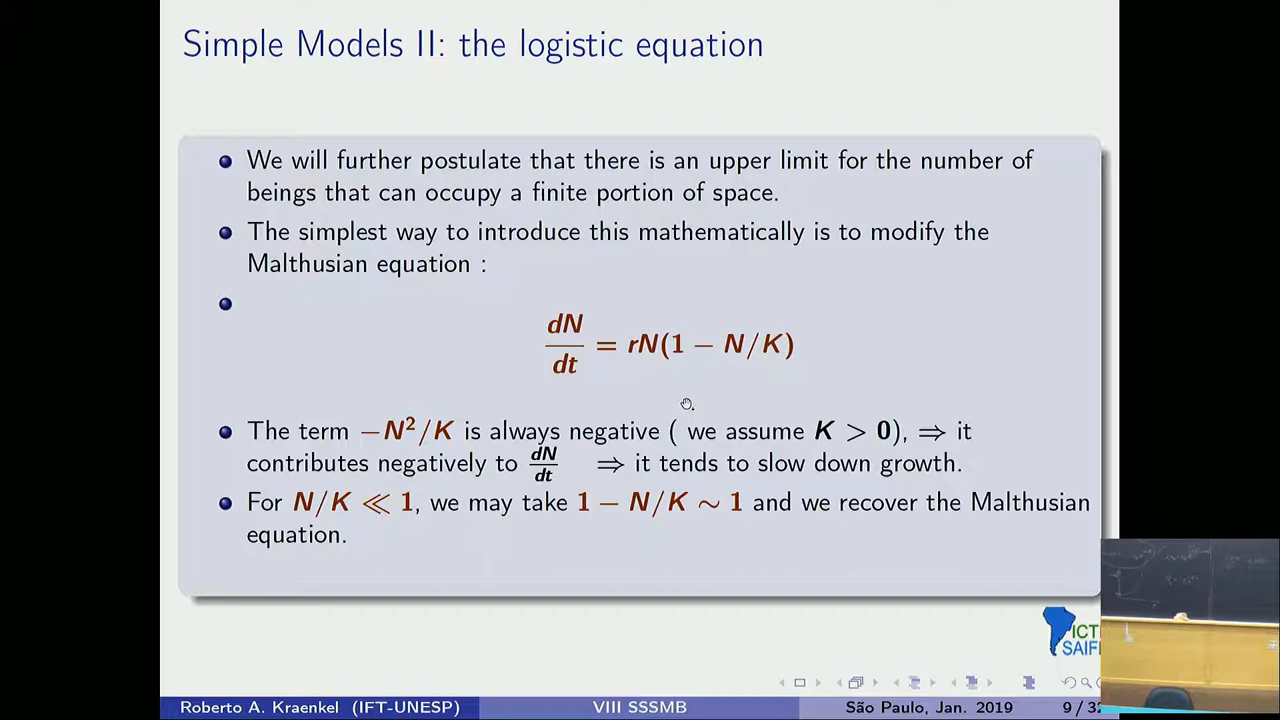 Simple Models II: the logistic equation
We will further postulate that there is an upper limit for the number of
beings that can occupy a finite portion of space.
The simplest way to introduce this mathematically is to modify the
Malthusian equation :
dN/dt = rN(1 − N/K)
The term −N²/K is always negative ( we assume K > 0), ⇒ it
contributes negatively to dN/dt ⇒ it tends to slow down growth.
For N/K ≪ 1, we may take 1 − N/K ∼ 1 and we recover the Malthusian
equation.
ICT
SAIF
Roberto A. Kraenkel (IFT-UNESP) VIII SSSMB São Paulo, Jan. 2019 9 / 32